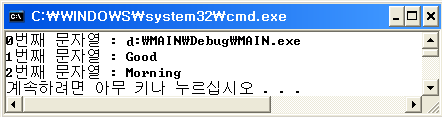 C:₩WINDOWS₩system32₩cmd.exe
0번째 문자열 : d:₩MAIN₩Debug₩MAIN.exe
1번째 문자열 : Good
2번째 문자열 : Morning
계속하려면 아무 키나 누르십시오 . . .